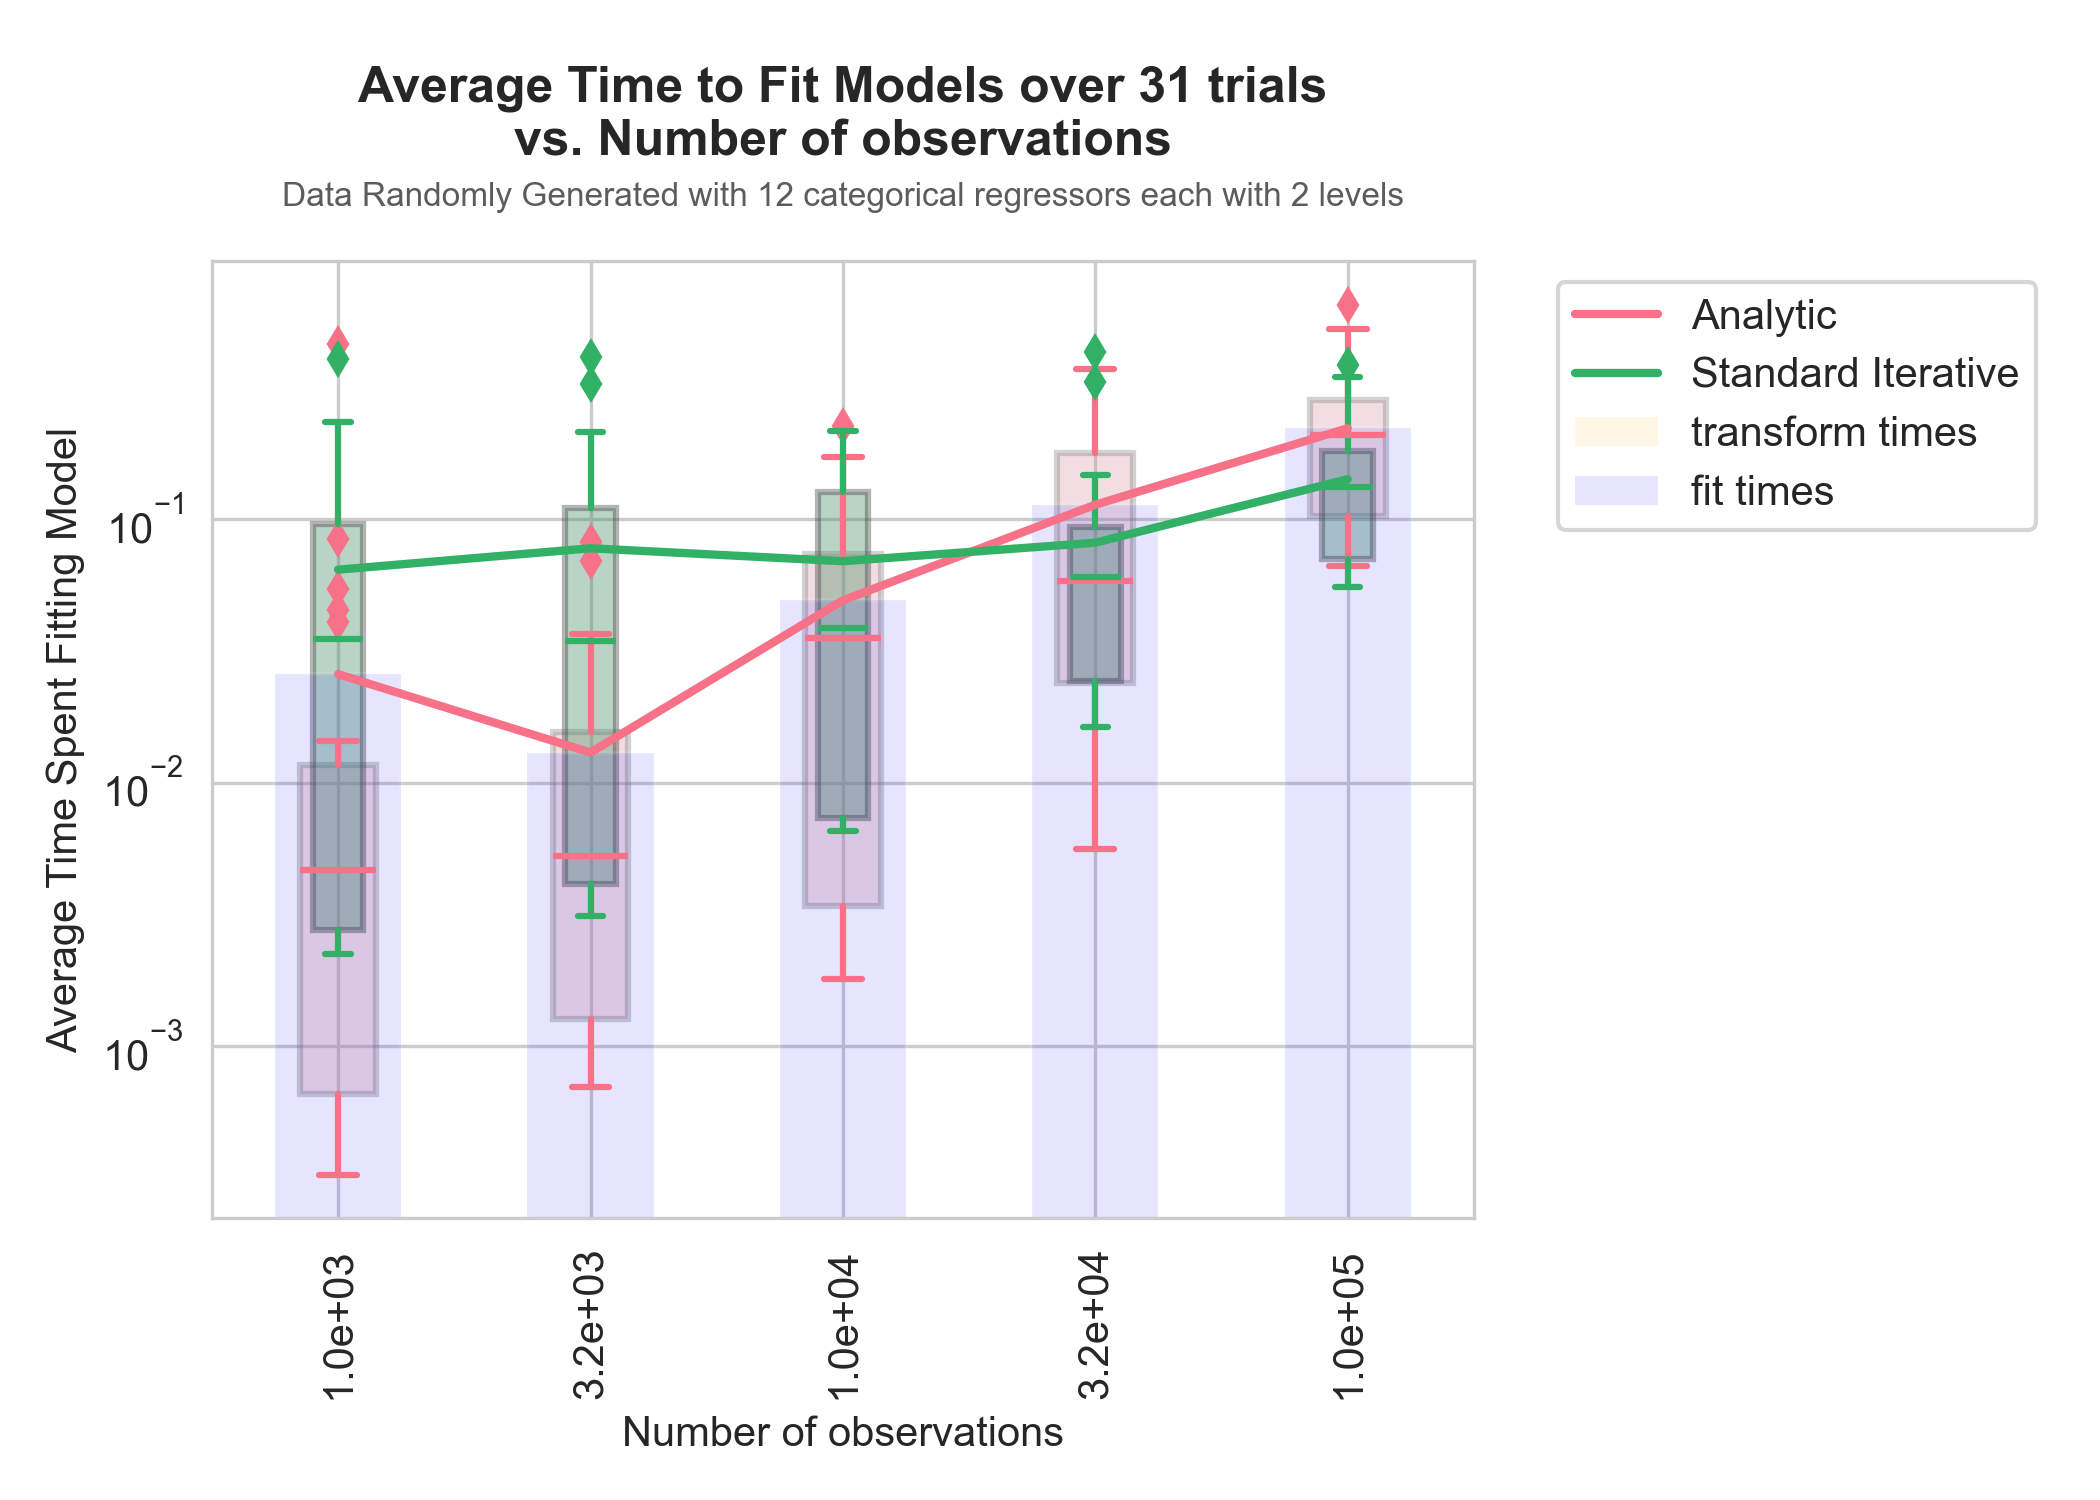 Average Time to Fit Models over 31 trials
vs. Number of observations
Data Randomly Generated with 12 categorical regressors each with 2 levels
Average Time Spent Fitting Model
10⁻¹
10⁻²
10⁻³
1.0e+03
3.2e+03
1.0e+04
3.2e+04
1.0e+05
Number of observations
Analytic
Standard Iterative
transform times
fit times